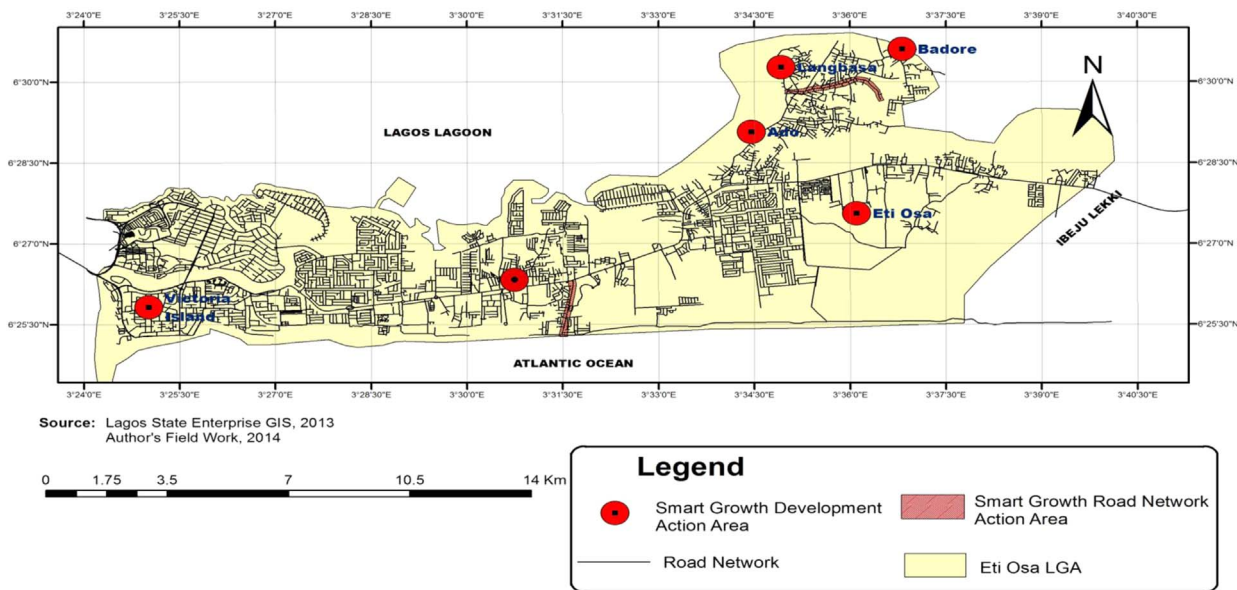 3°24'0"E 3°25'30"E 3°27'0"E 3°28'30"E 3°30'0"E 3°31'30"E 3°33'0"E 3°34'30"E 3°36'0"E 3°37'30"E 3°39'0"E 3°40'30"E
Badore
Langbasa
6°30'0"N 6°30'0"N
N
LAGOS LAGOON
Ado
6°28'30"N 6°28'30"N
Eti Osa
IBEJU LEKKI
6°27'0"N 6°27'0"N
Victoria
Island
6°25'30"N 6°25'30"N
ATLANTIC OCEAN
3°24'0"E 3°25'30"E 3°27'0"E 3°28'30"E 3°30'0"E 3°31'30"E 3°33'0"E 3°34'30"E 3°36'0"E 3°37'30"E 3°39'0"E 3°40'30"E
Source: Lagos State Enterprise GIS, 2013
Author's Field Work, 2014
0 1.75 3.5 7 10.5 14 Km
Legend
Smart Growth Development
Action Area
Smart Growth Road Network
Action Area
Road Network
Eti Osa LGA